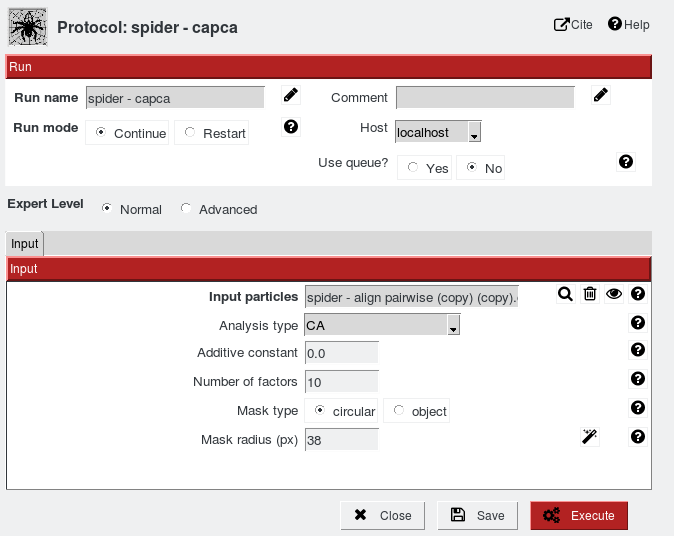 Protocol: spider - capca
Cite
Help
Run
Run name spider - capca Comment
Run mode Continue Restart Host localhost
Use queue? Yes No
Expert Level Normal Advanced
Input
Input
Input particles spider - align pairwise (copy) (copy).
Analysis type CA
Additive constant 0.0
Number of factors 10
Mask type circular object
Mask radius (px) 38
Close Save Execute